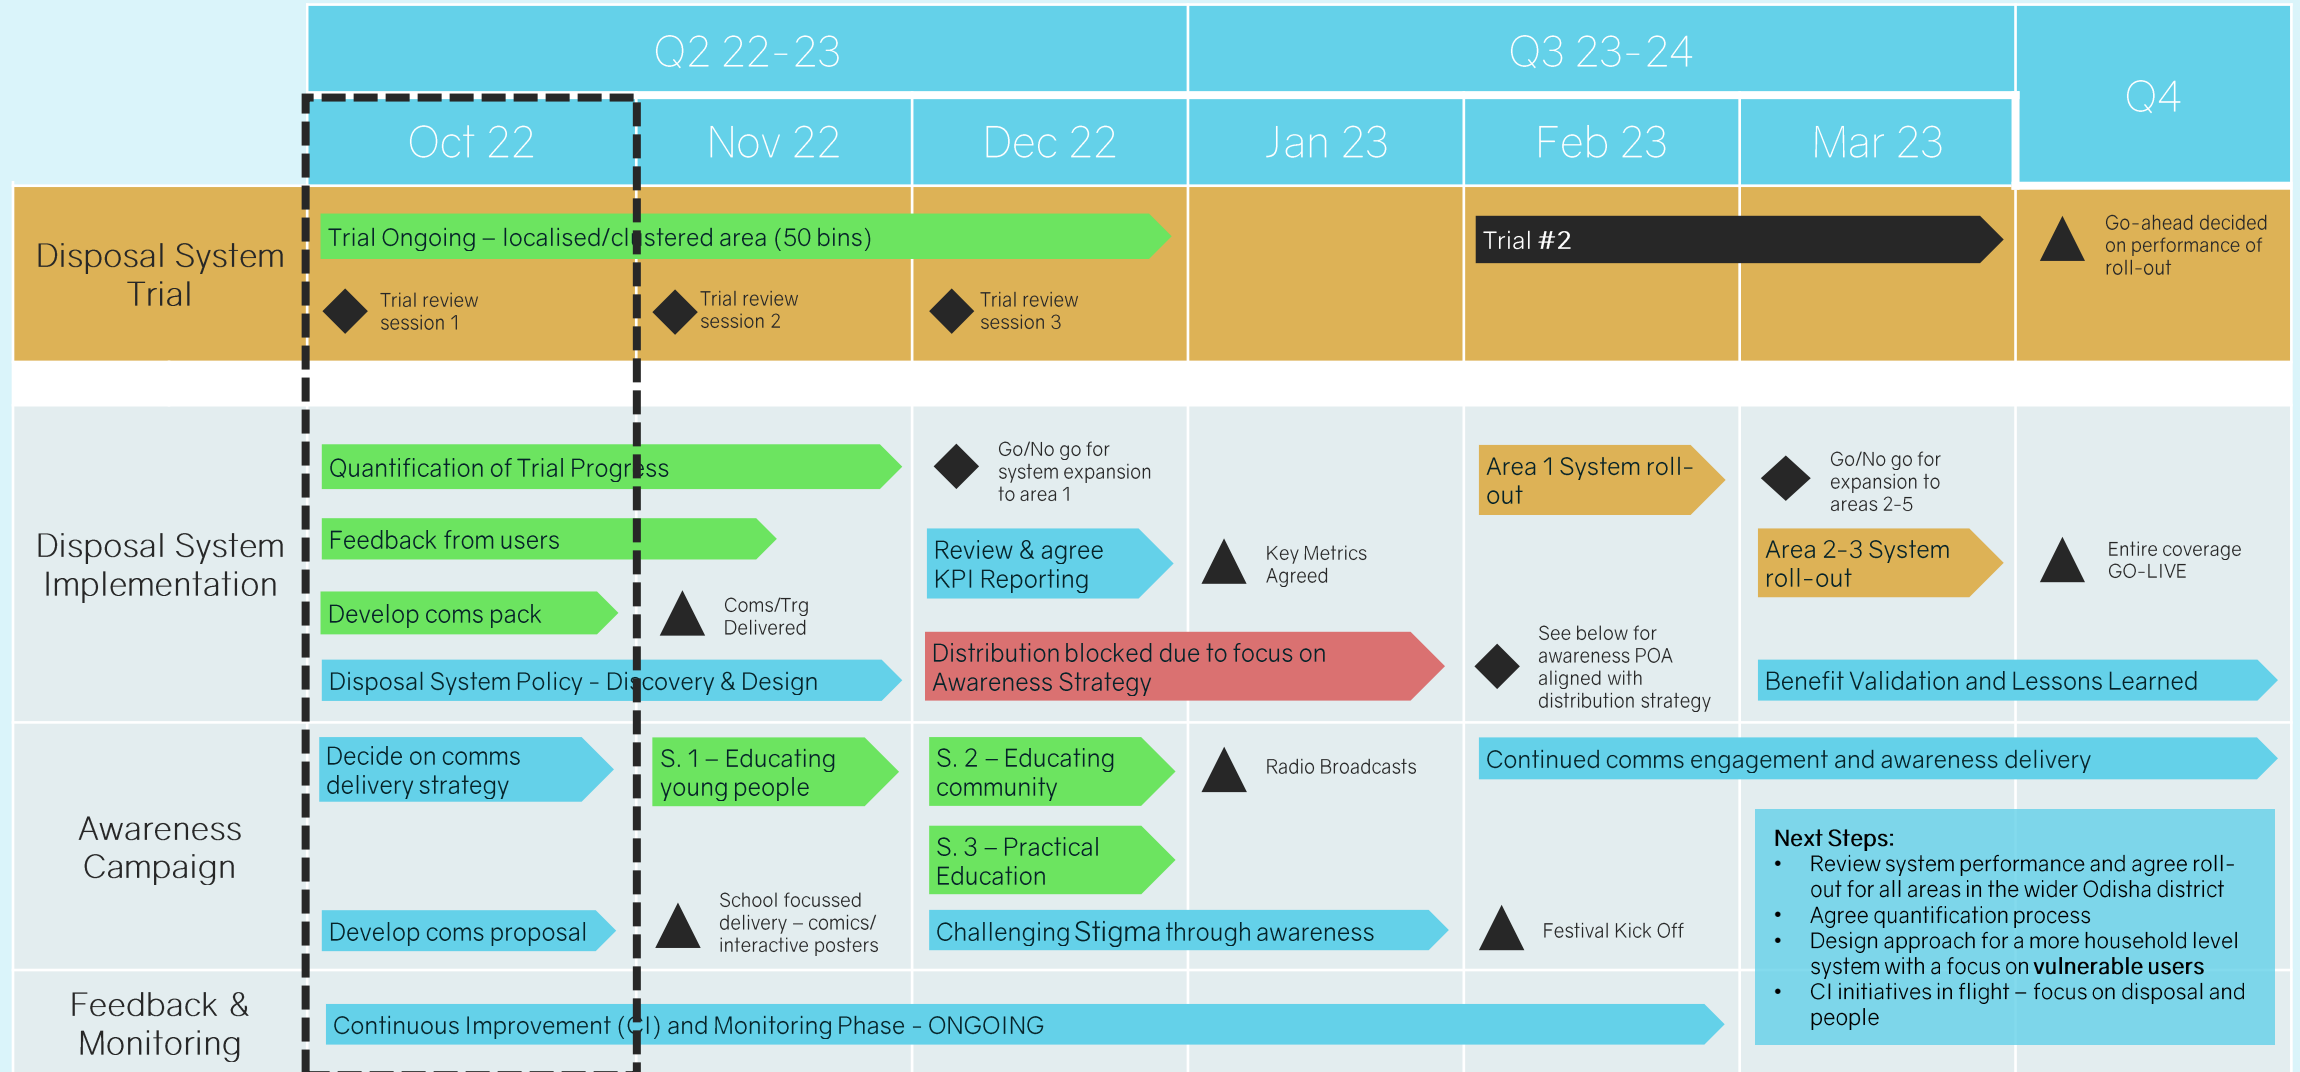 Q2 22-23
Q3 23-24
Q4
Oct 22
Nov 22
Dec 22
Jan 23
Feb 23
Mar 23
Disposal System
Trial
Trial Ongoing – localised/clustered area (50 bins)
Trial #2
Go-ahead decided
on performance of
roll-out
Trial review
session 1
Trial review
session 2
Trial review
session 3
Disposal System
Implementation
Quantification of Trial Progress
Go/No go for
system expansion
to area 1
Area 1 System roll-
out
Go/No go for
expansion to
areas 2-5
Feedback from users
Review & agree
KPI Reporting
Key Metrics
Agreed
Area 2-3 System
roll-out
Entire coverage
GO-LIVE
Develop coms pack
Coms/Trg
Delivered
Distribution blocked due to focus on
Awareness Strategy
See below for
awareness POA
aligned with
distribution strategy
Disposal System Policy - Discovery & Design
Benefit Validation and Lessons Learned
Awareness
Campaign
Decide on comms
delivery strategy
S. 1 – Educating
young people
S. 2 – Educating
community
Radio Broadcasts
Continued comms engagement and awareness delivery
S. 3 – Practical
Education
Develop coms proposal
School focussed
delivery – comics/
interactive posters
Challenging Stigma through awareness
Festival Kick Off
Next Steps:
• Review system performance and agree roll-
out for all areas in the wider Odisha district
• Agree quantification process
• Design approach for a more household level
system with a focus on vulnerable users
• CI initiatives in flight – focus on disposal and
people
Feedback &
Monitoring
Continuous Improvement (CI) and Monitoring Phase - ONGOING